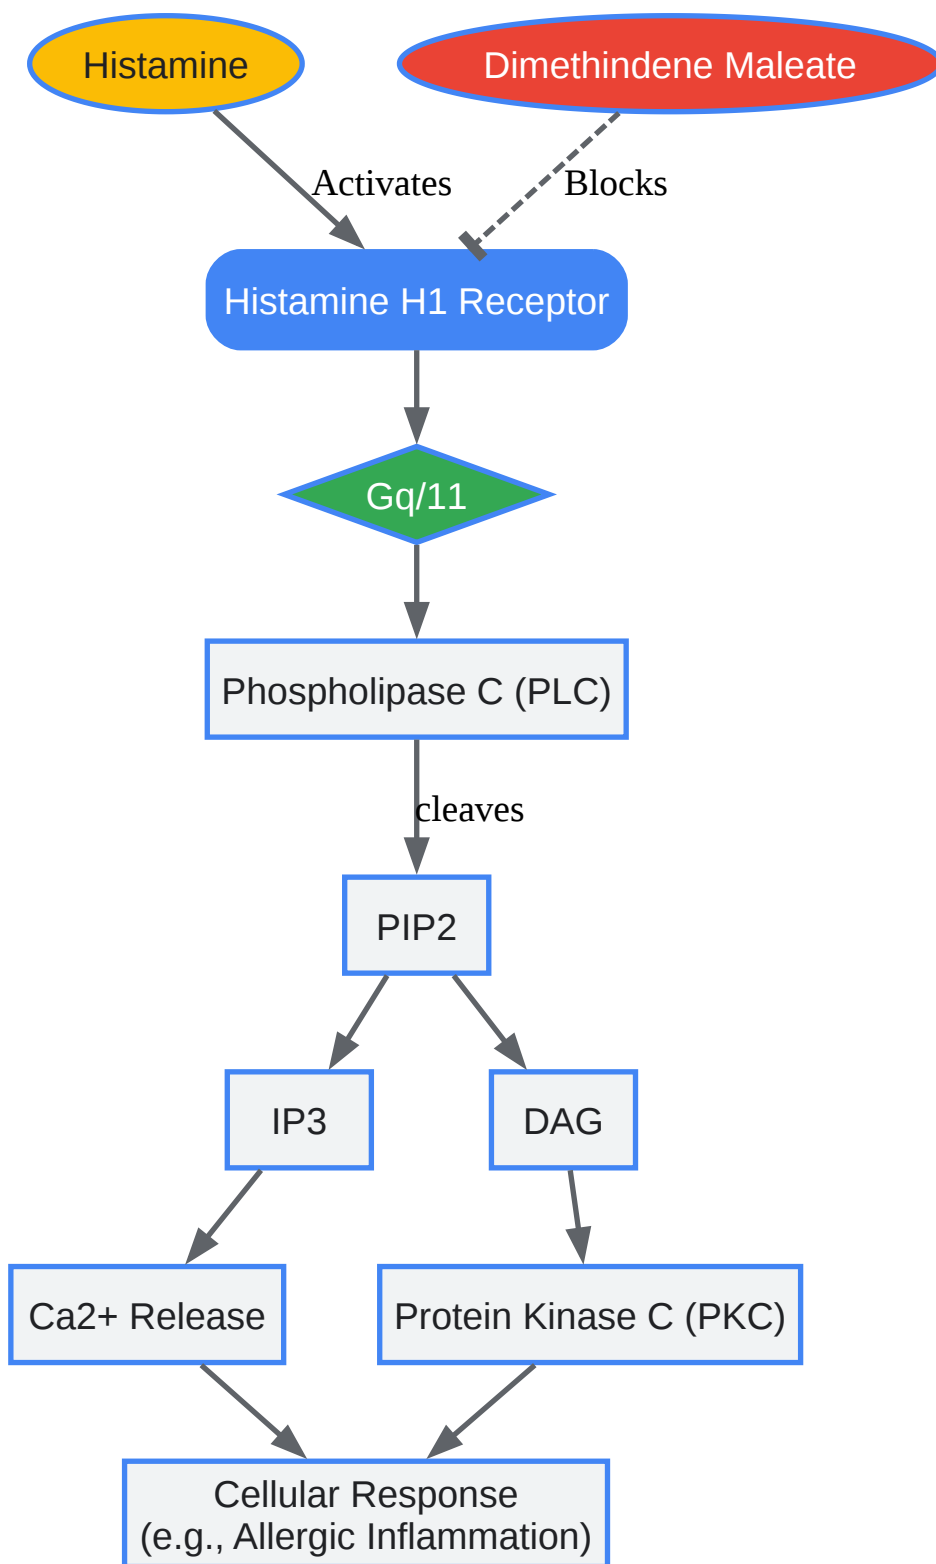 Histamine
Dimethindene Maleate
Activates
Blocks
Histamine H1 Receptor
Gq/11
Phospholipase C (PLC)
cleaves
PIP2
IP3
DAG
Ca2+ Release
Protein Kinase C (PKC)
Cellular Response
(e.g., Allergic Inflammation)